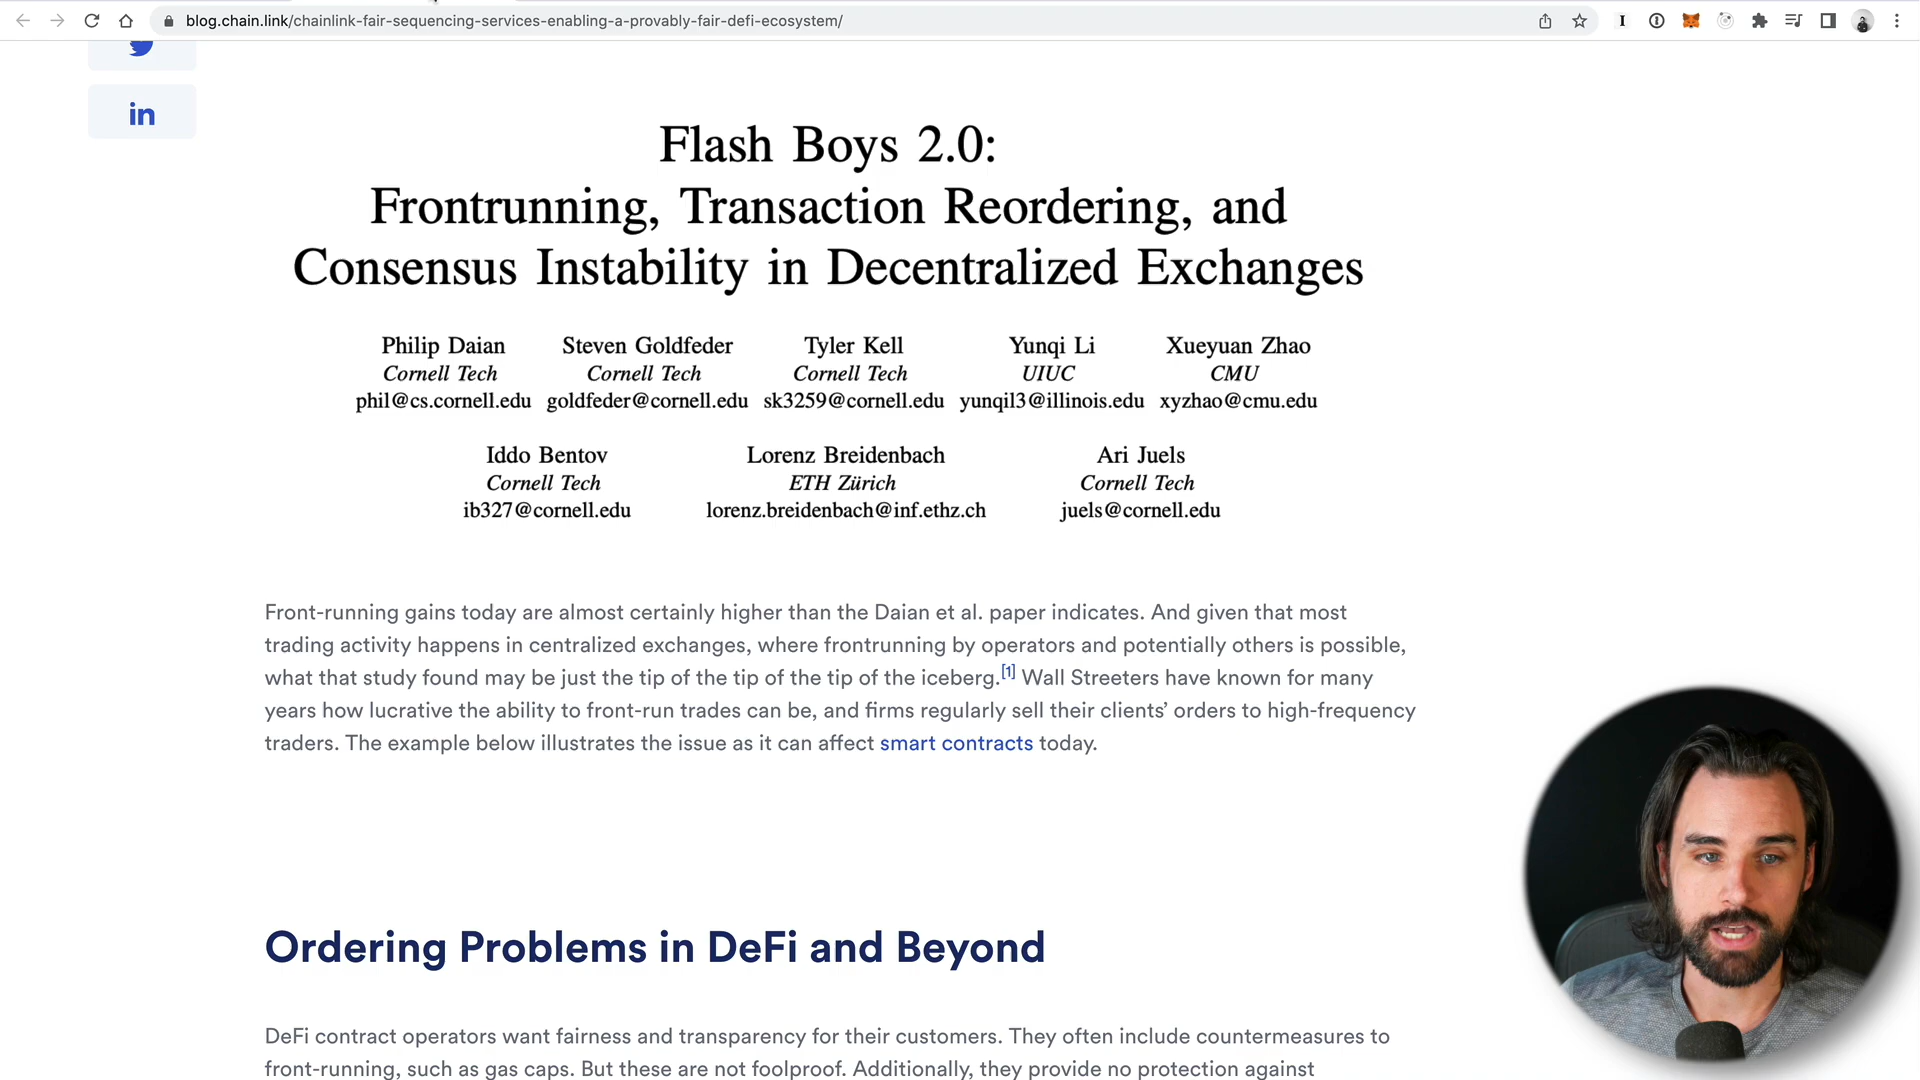 blog.chain.link/chainlink-fair-sequencing-services-enabling-a-provably-fair-defi-ecosystem/
in
Flash Boys 2.0:
Frontrunning, Transaction Reordering, and
Consensus Instability in Decentralized Exchanges
Philip Daian Steven Goldfeder Tyler Kell Yunqi Li Xueyuan Zhao
Cornell Tech Cornell Tech Cornell Tech UIUC CMU
phil@cs.cornell.edu goldfeder@cornell.edu sk3259@cornell.edu yunqil3@illinois.edu xyzhao@cmu.edu
Iddo Bentov Lorenz Breidenbach Ari Juels
Cornell Tech ETH Zürich Cornell Tech
ib327@cornell.edu lorenz.breidenbach@inf.ethz.ch juels@cornell.edu
Front-running gains today are almost certainly higher than the Daian et al. paper indicates. And given that most
trading activity happens in centralized exchanges, where frontrunning by operators and potentially others is possible,
what that study found may be just the tip of the tip of the tip of the iceberg.[1] Wall Streeters have known for many
years how lucrative the ability to front-run trades can be, and firms regularly sell their clients’ orders to high-frequency
traders. The example below illustrates the issue as it can affect smart contracts today.
Ordering Problems in DeFi and Beyond
DeFi contract operators want fairness and transparency for their customers. They often include countermeasures to
front-running, such as gas caps. But these are not foolproof. Additionally, they provide no protection against